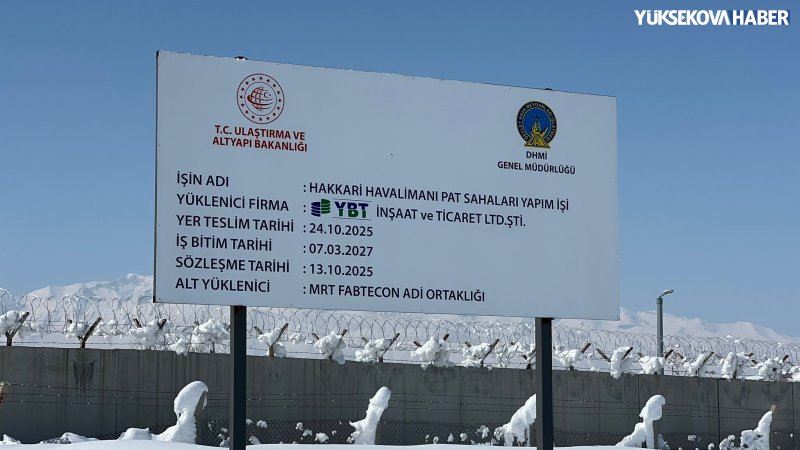 YÜKSEKOVA HABER
T.C. ULAŞTIRMA VE
ALTYAPI BAKANLIĞI
DHMİ
GENEL MÜDÜRLÜĞÜ
İŞİN ADI : HAKKARİ HAVALİMANI PAT SAHALARI YAPIM İŞİ
YÜKLENİCİ FİRMA : YBT İNŞAAT ve TİCARET LTD.ŞTİ.
YER TESLİM TARİHİ : 24.10.2025
İŞ BİTİM TARİHİ : 07.03.2027
SÖZLEŞME TARİHİ : 13.10.2025
ALT YÜKLENİCİ : MRT FABTECON ADİ ORTAKLIĞI